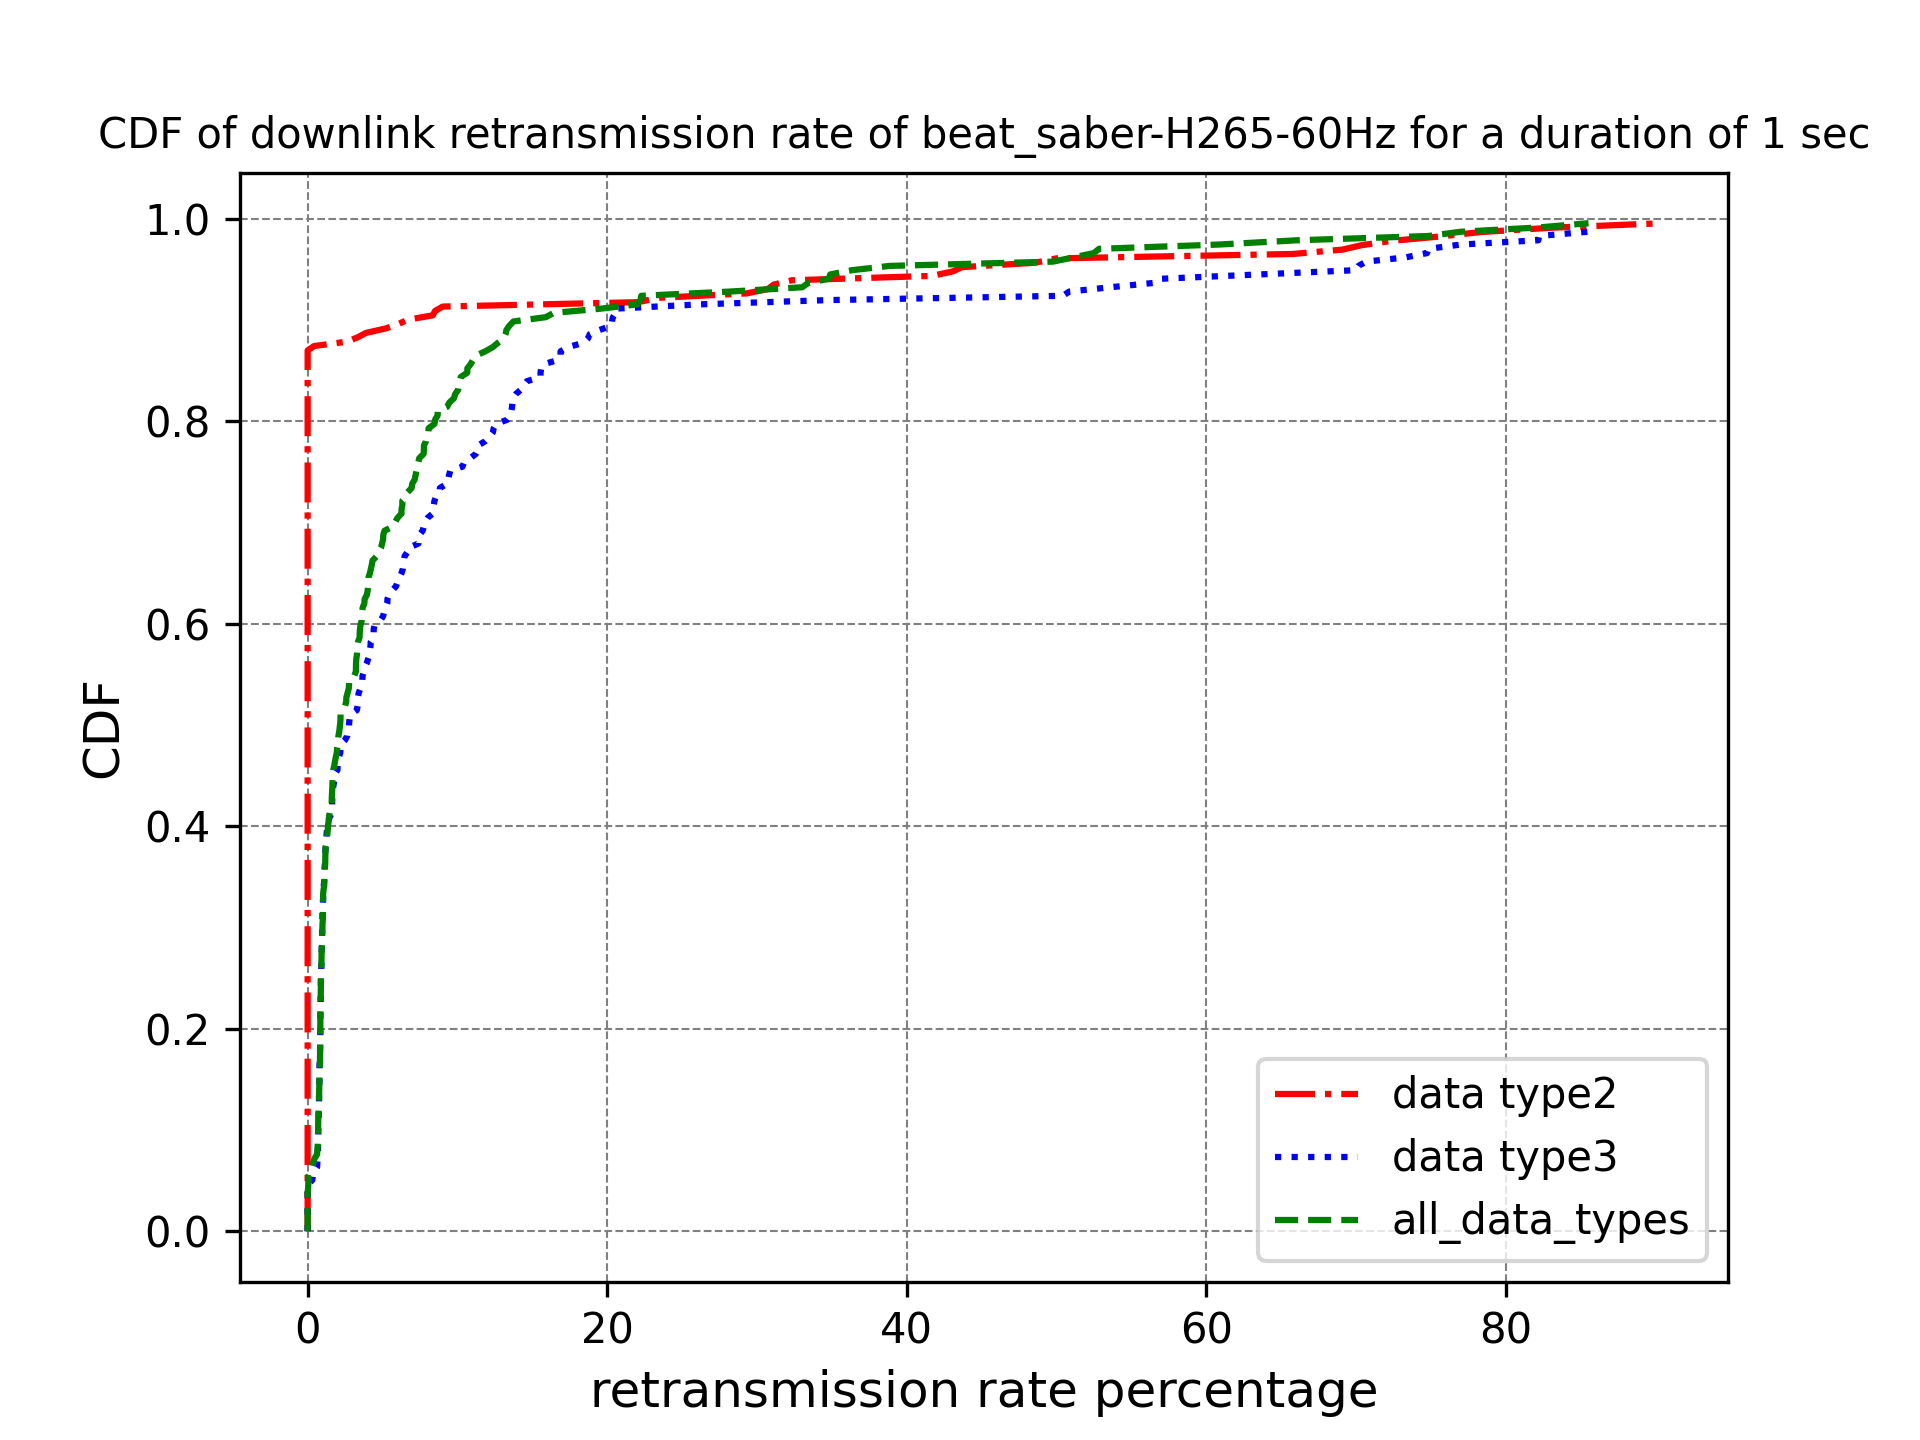 CDF of downlink retransmission rate of beat_saber-H265-60Hz for a duration of 1 sec
1.0
0.8
0.6
0.4
0.2
0.0
CDF
data type2
data type3
all_data_types
0 20 40 60 80
retransmission rate percentage